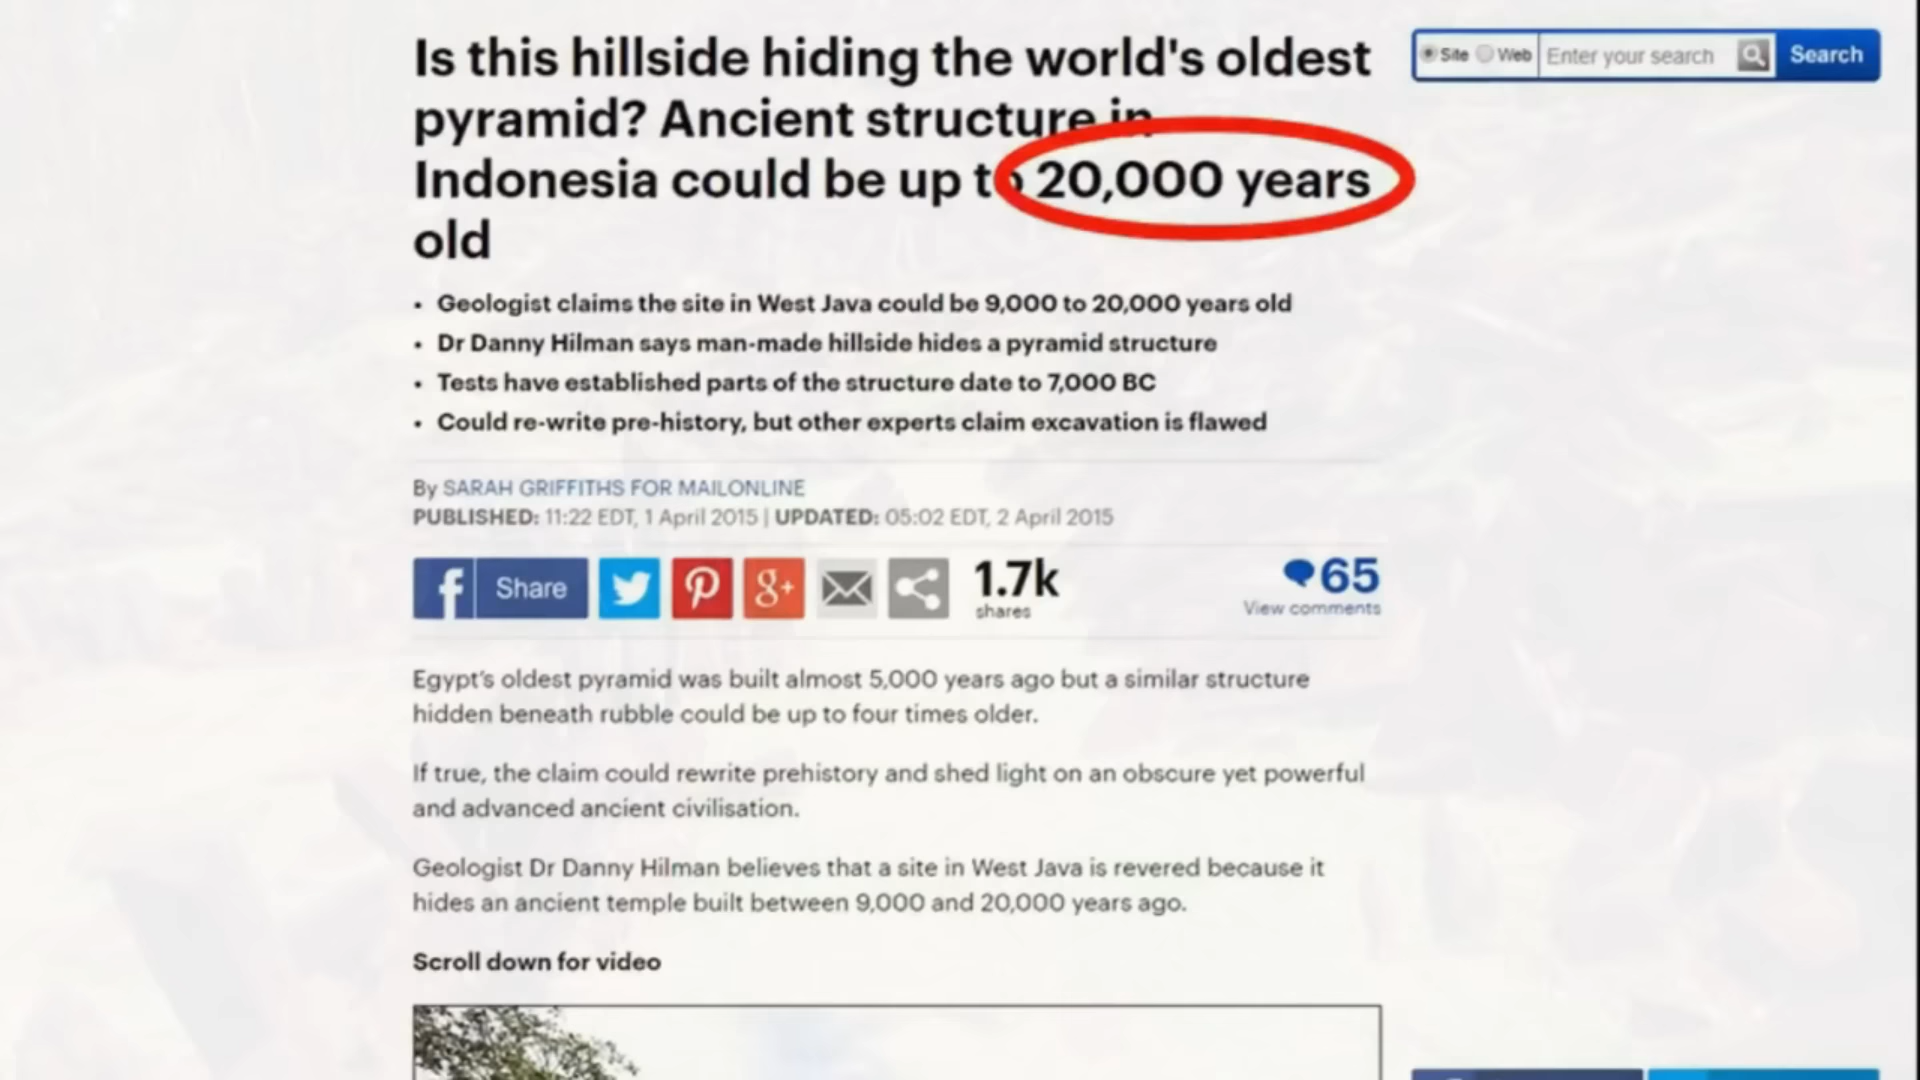 Is this hillside hiding the world's oldest
pyramid? Ancient structure in
Indonesia could be up to 20,000 years
old
Site Web Enter your search Search
• Geologist claims the site in West Java could be 9,000 to 20,000 years old
• Dr Danny Hilman says man-made hillside hides a pyramid structure
• Tests have established parts of the structure date to 7,000 BC
• Could re-write pre-history, but other experts claim excavation is flawed
By SARAH GRIFFITHS FOR MAILONLINE
PUBLISHED: 11:22 EDT, 1 April 2015 | UPDATED: 05:02 EDT, 2 April 2015
f Share g+ 1.7k
shares
65
View comments
Egypt's oldest pyramid was built almost 5,000 years ago but a similar structure
hidden beneath rubble could be up to four times older.
If true, the claim could rewrite prehistory and shed light on an obscure yet powerful
and advanced ancient civilisation.
Geologist Dr Danny Hilman believes that a site in West Java is revered because it
hides an ancient temple built between 9,000 and 20,000 years ago.
Scroll down for video